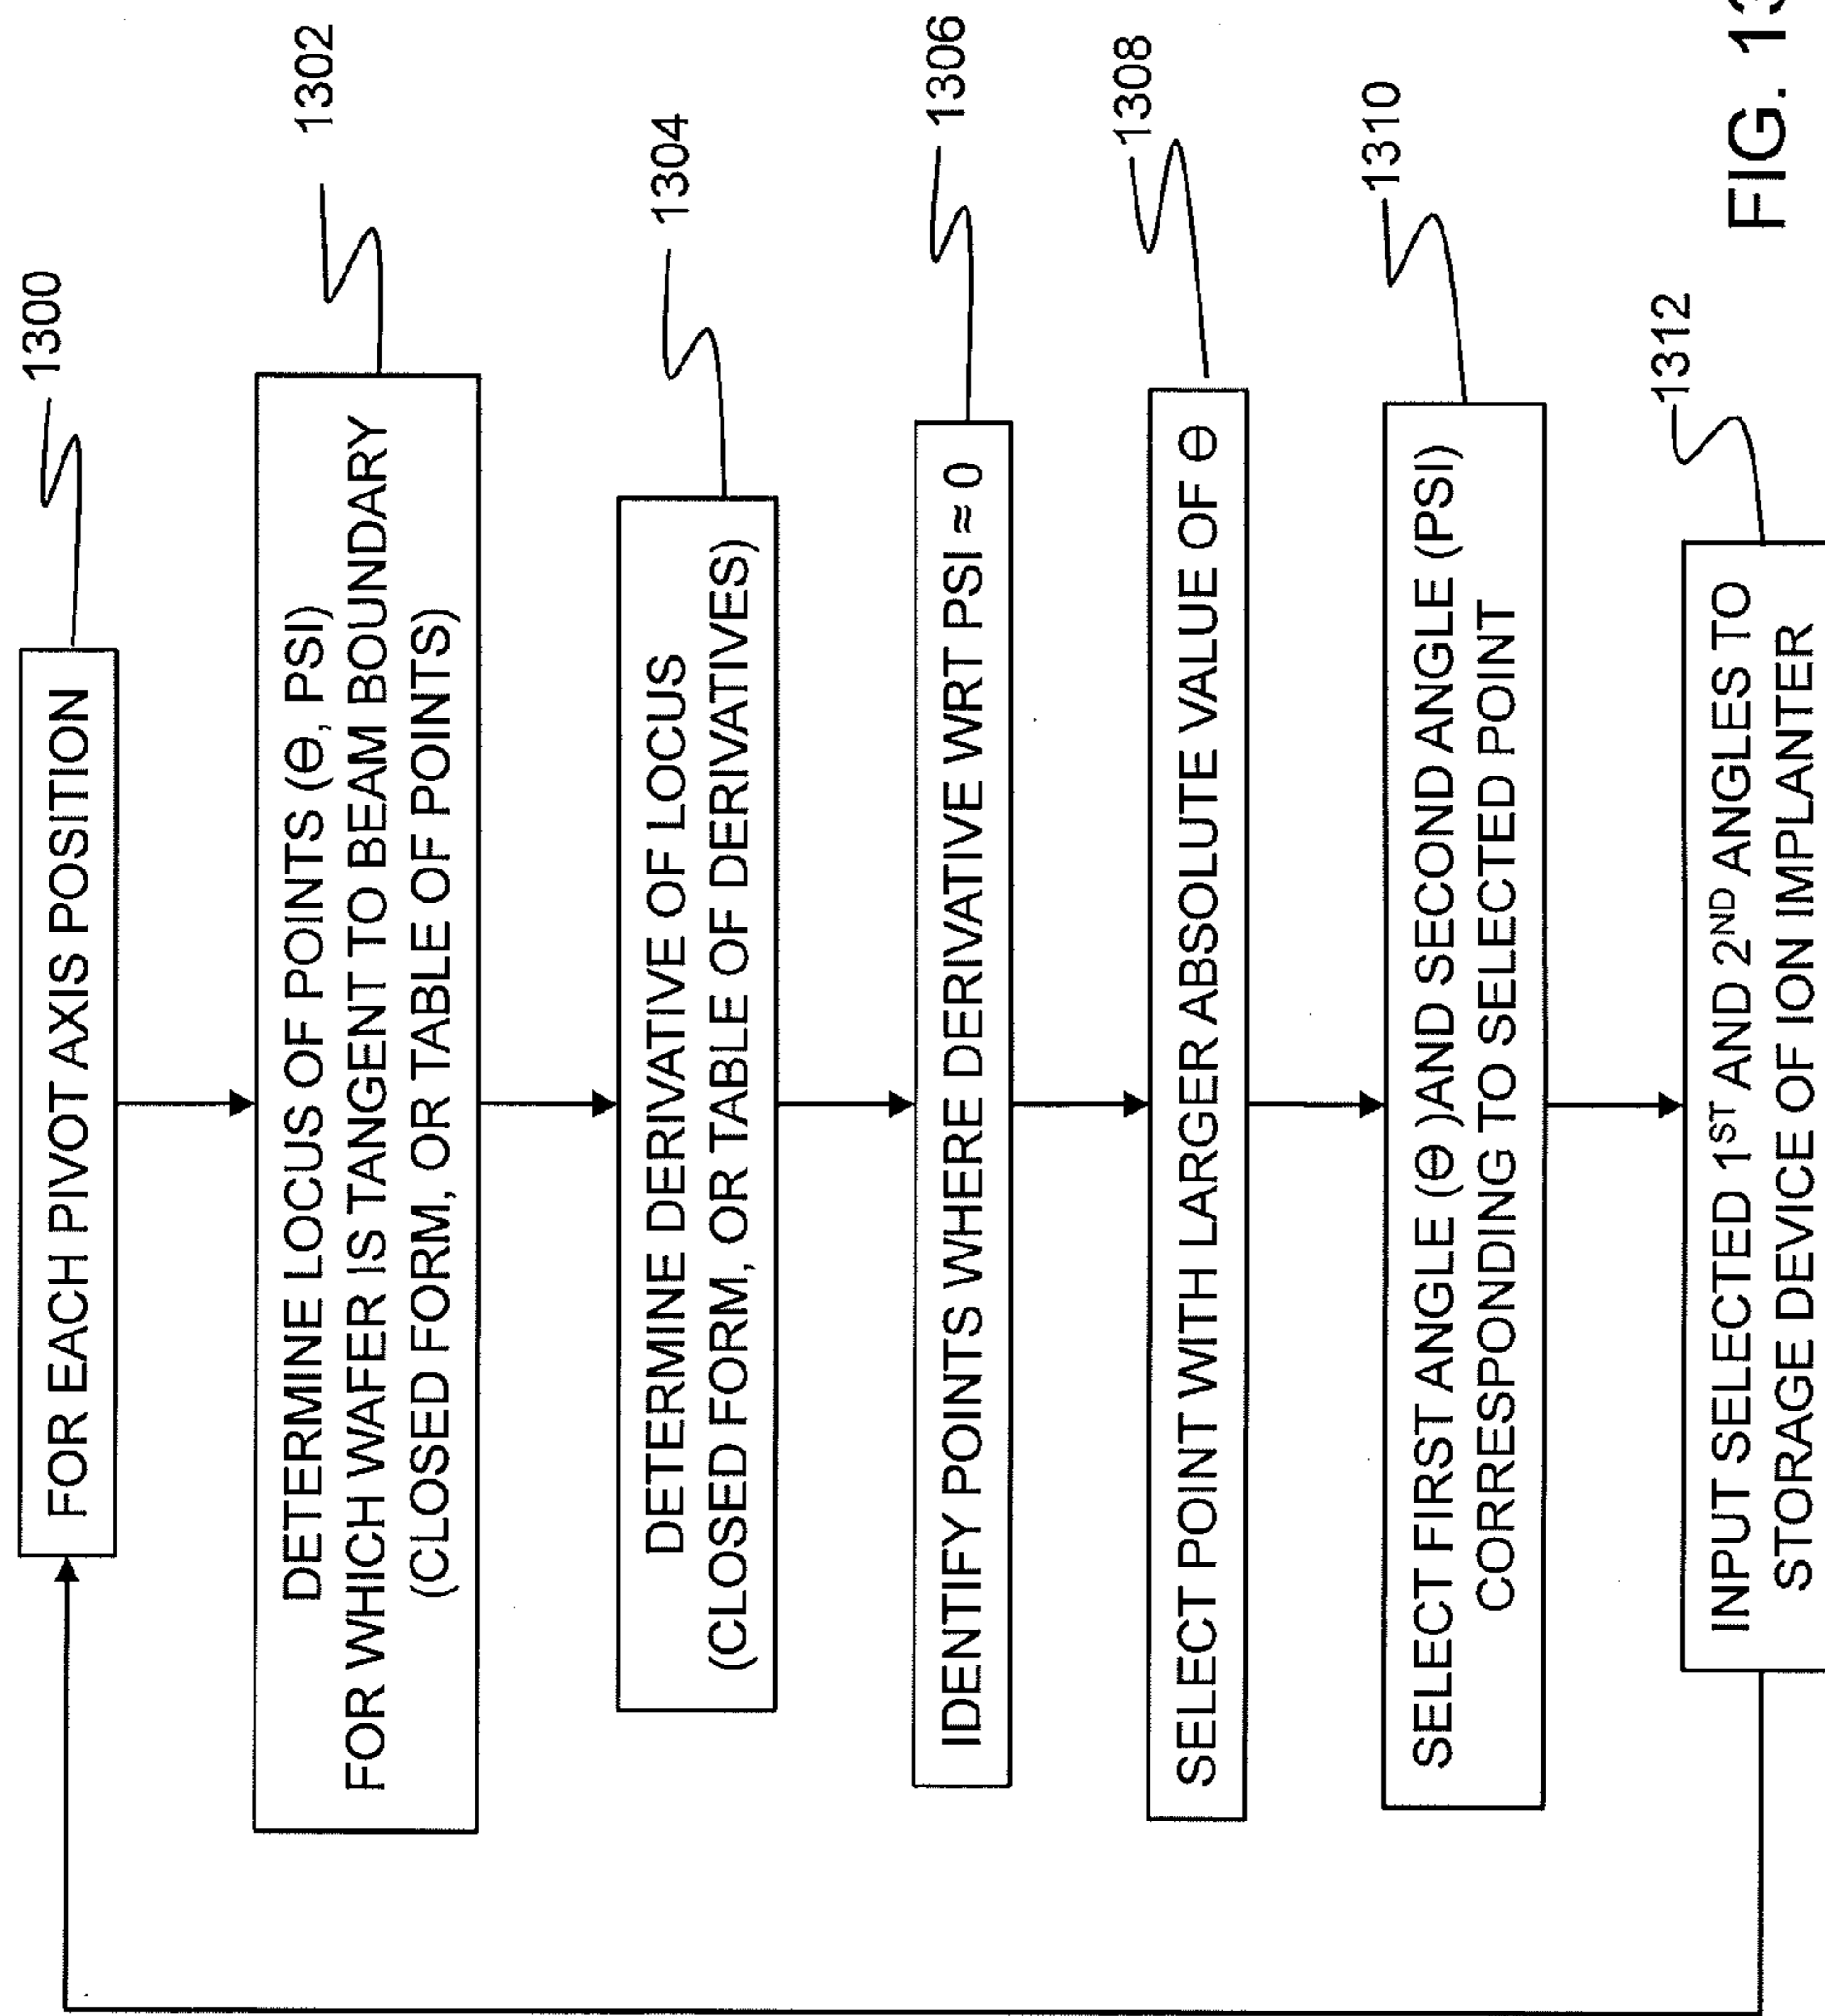 1300
FOR EACH PIVOT AXIS POSITION
1302
DETERMINE LOCUS OF POINTS (Θ, PSI)
FOR WHICH WAFER IS TANGENT TO BEAM BOUNDARY
(CLOSED FORM, OR TABLE OF POINTS)
1304
DETERMINE DERIVATIVE OF LOCUS
(CLOSED FORM, OR TABLE OF DERIVATIVES)
1306
IDENTIFY POINTS WHERE DERIVATIVE WRT PSI ≈ 0
1308
SELECT POINT WITH LARGER ABSOLUTE VALUE OF Θ
1310
SELECT FIRST ANGLE (Θ )AND SECOND ANGLE (PSI)
CORRESPONDING TO SELECTED POINT
1312
INPUT SELECTED 1ST AND 2ND ANGLES TO
STORAGE DEVICE OF ION IMPLANTER
FIG. 13